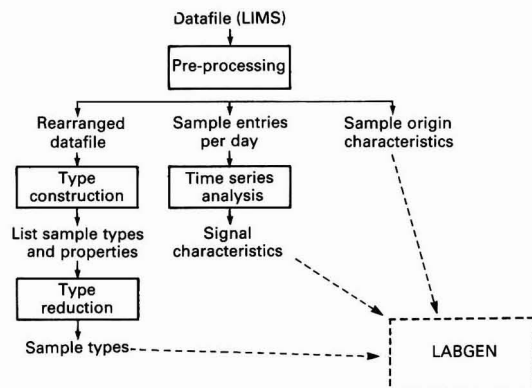 Datafile (LIMS)
Pre-processing
Rearranged
datafile
Sample entries
per day
Sample origin
characteristics
Type
construction
Time series
analysis
List sample types
and properties
Signal
characteristics
Type
reduction
Sample types
LABGEN